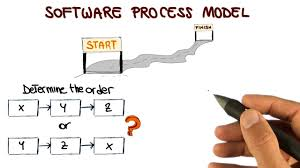 SOFTWARE PROCESS MODEL
FINISH
START
Determine the order
X Y Z
or
?
Y Z X